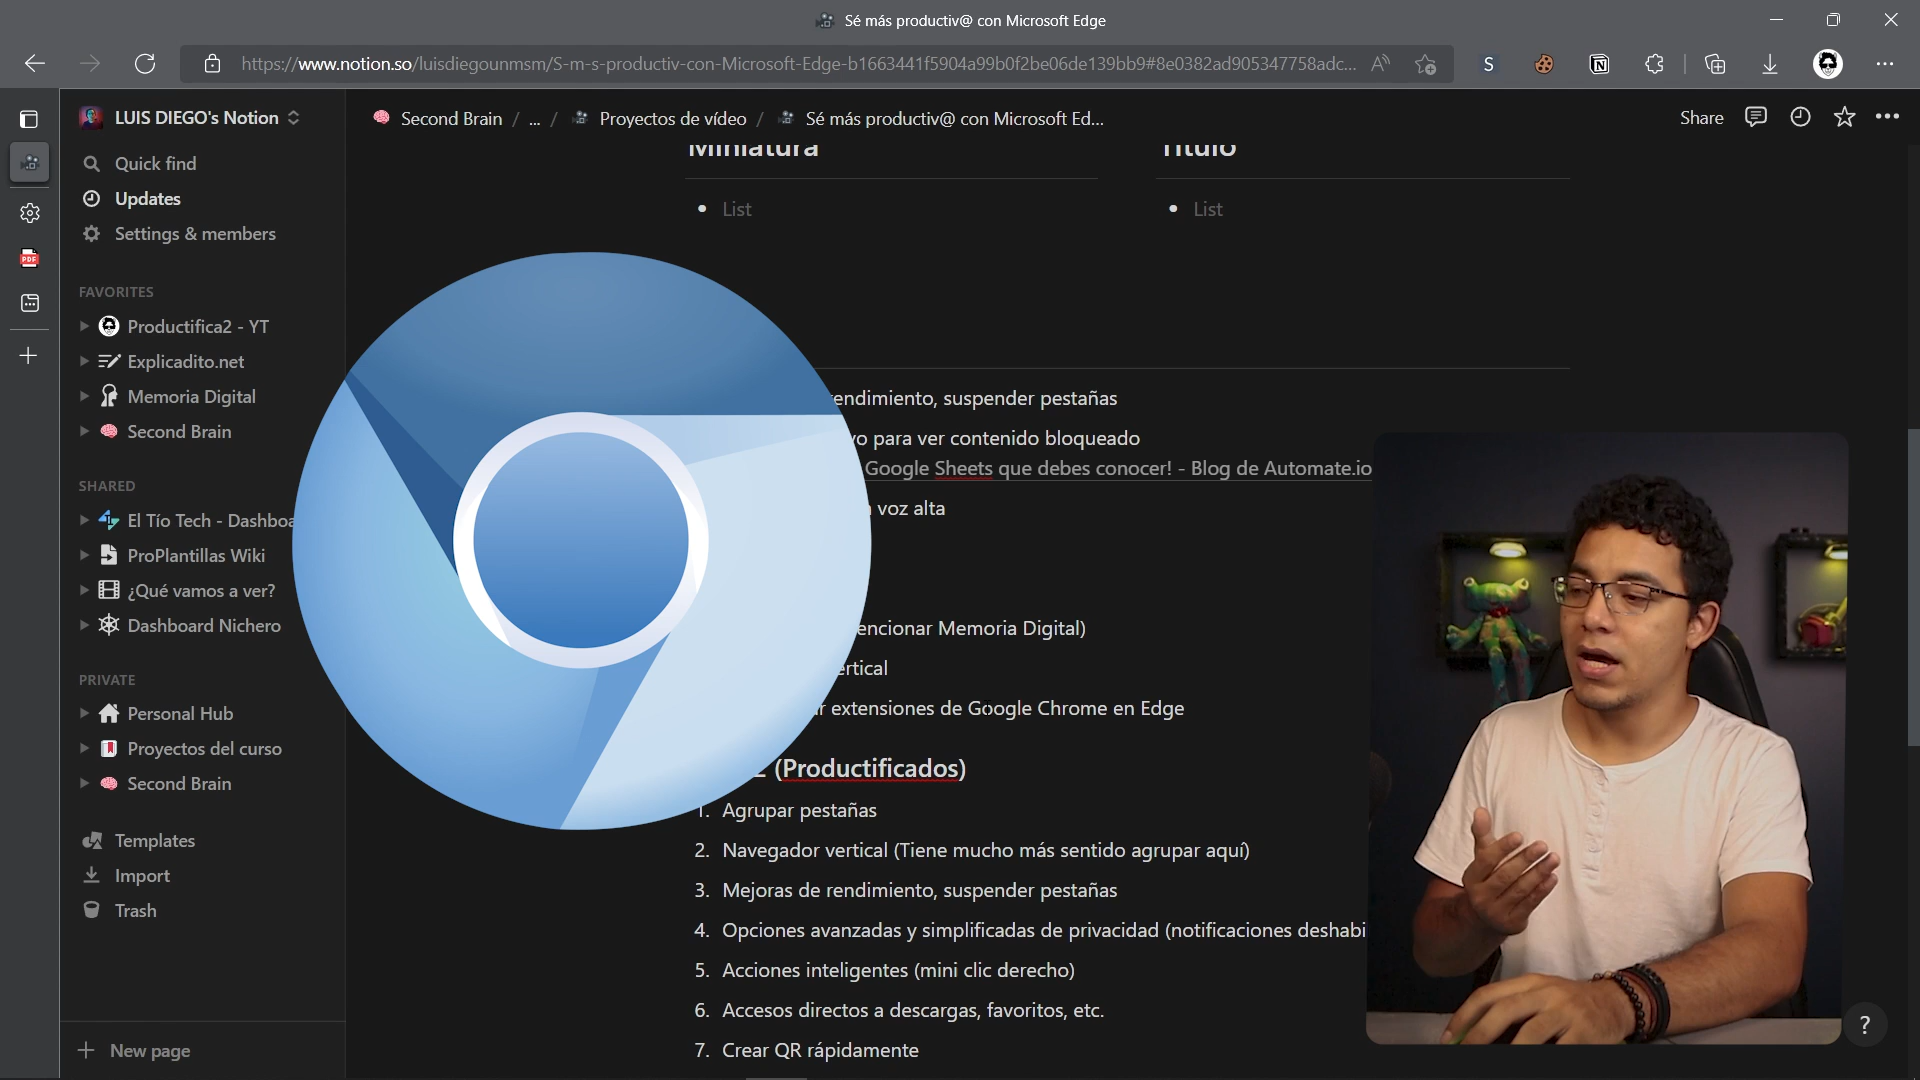 Sé más productiv@ con Microsoft Edge
https://www.notion.so/luisdiegounmsm/S-m-s-productiv-con-Microsoft-Edge-b1663441f5904a99b0f2be06de139bb9#8e0382ad905347758adc...
S
LUIS DIEGO's Notion
Second Brain / ... / Proyectos de vídeo / Sé más productiv@ con Microsoft Ed...
Share
Quick find
Updates
Settings & members
PDF
FAVORITES
Productifica2 - YT
Explicadito.net
Memoria Digital
Second Brain
SHARED
El Tío Tech - Dashboa
ProPlantillas Wiki
¿Qué vamos a ver?
Dashboard Nichero
PRIVATE
Personal Hub
Proyectos del curso
Second Brain
Templates
Import
Trash
New page
Miniatura
Título
• List
• List
endimiento, suspender pestañas
vo para ver contenido bloqueado
Google Sheets que debes conocer! - Blog de Automate.io
voz alta
encionar Memoria Digital)
ertical
r extensiones de Google Chrome en Edge
2 (Productificados)
1. Agrupar pestañas
2. Navegador vertical (Tiene mucho más sentido agrupar aquí)
3. Mejoras de rendimiento, suspender pestañas
4. Opciones avanzadas y simplificadas de privacidad (notificaciones deshabi
5. Acciones inteligentes (mini clic derecho)
6. Accesos directos a descargas, favoritos, etc.
7. Crear QR rápidamente
?